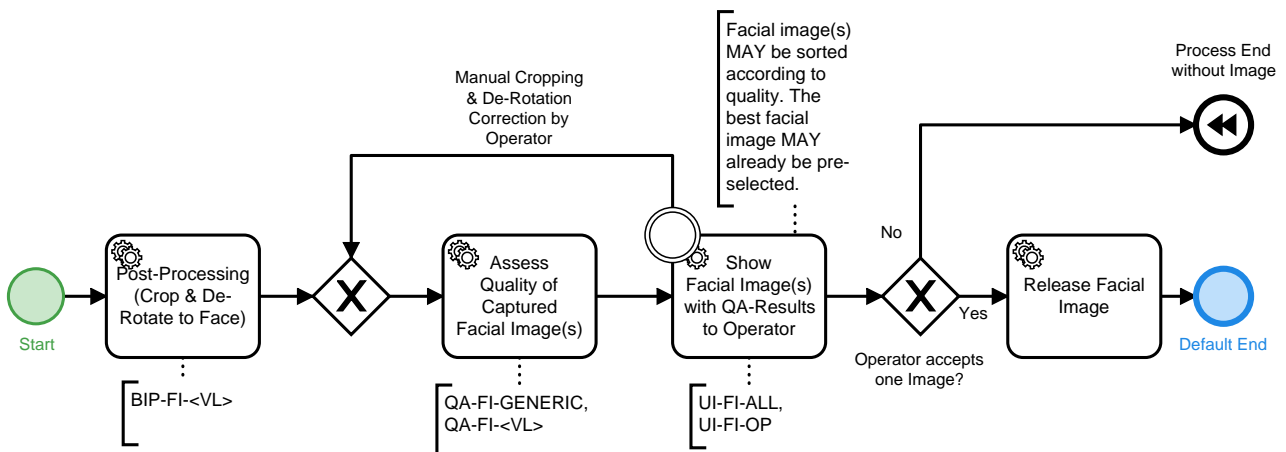 Facial image(s)
MAY be sorted
according to
quality. The
best facial
image MAY
already be pre-
selected.
Process End
without Image
Manual Cropping
& De-Rotation
Correction by
Operator
Start
Post-Processing
(Crop & De-
Rotate to Face)
X
Assess
Quality of
Captured
Facial Image(s)
Show
Facial Image(s)
with QA-Results
to Operator
No
X
Yes
Operator accepts
one Image?
Release Facial
Image
Default End
BIP-FI-<VL>
QA-FI-GENERIC,
QA-FI-<VL>
UI-FI-ALL,
UI-FI-OP